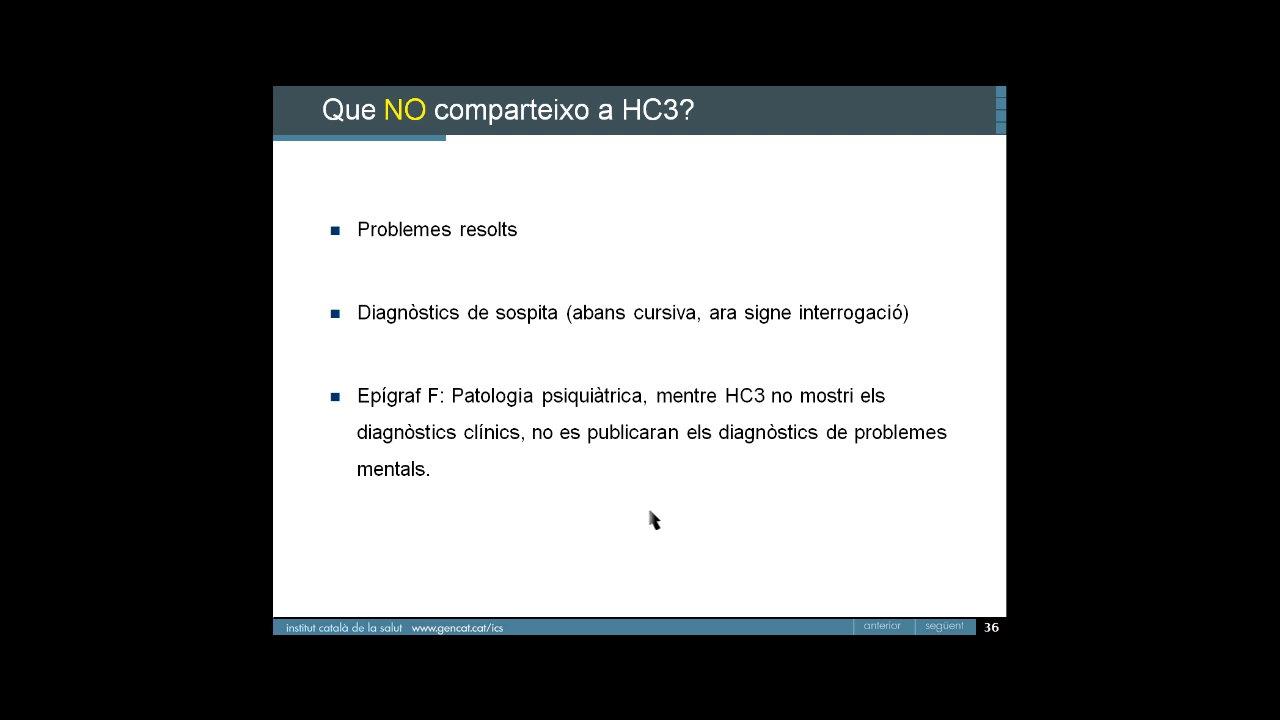 Que NO comparteixo a HC3?
Problemes resolts
Diagnòstics de sospita (abans cursiva, ara signe interrogació)
Epígraf F: Patologia psiquiàtrica, mentre HC3 no mostri els
diagnòstics clínics, no es publicaran els diagnòstics de problemes
mentals.
institut català de la salut www.gencat.cat/ics anterior següent 36